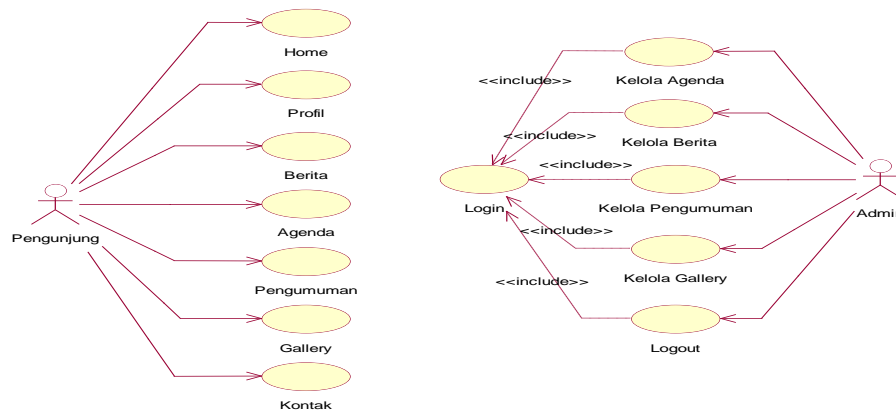 Home
Profil
Berita
Agenda
Pengumuman
Gallery
Kontak
Pengunjung
<<include>>
Kelola Agenda
<<include>>
Kelola Berita
<<include>>
Kelola Pengumuman
Login
<<include>>
Kelola Gallery
<<include>>
Logout
Admi